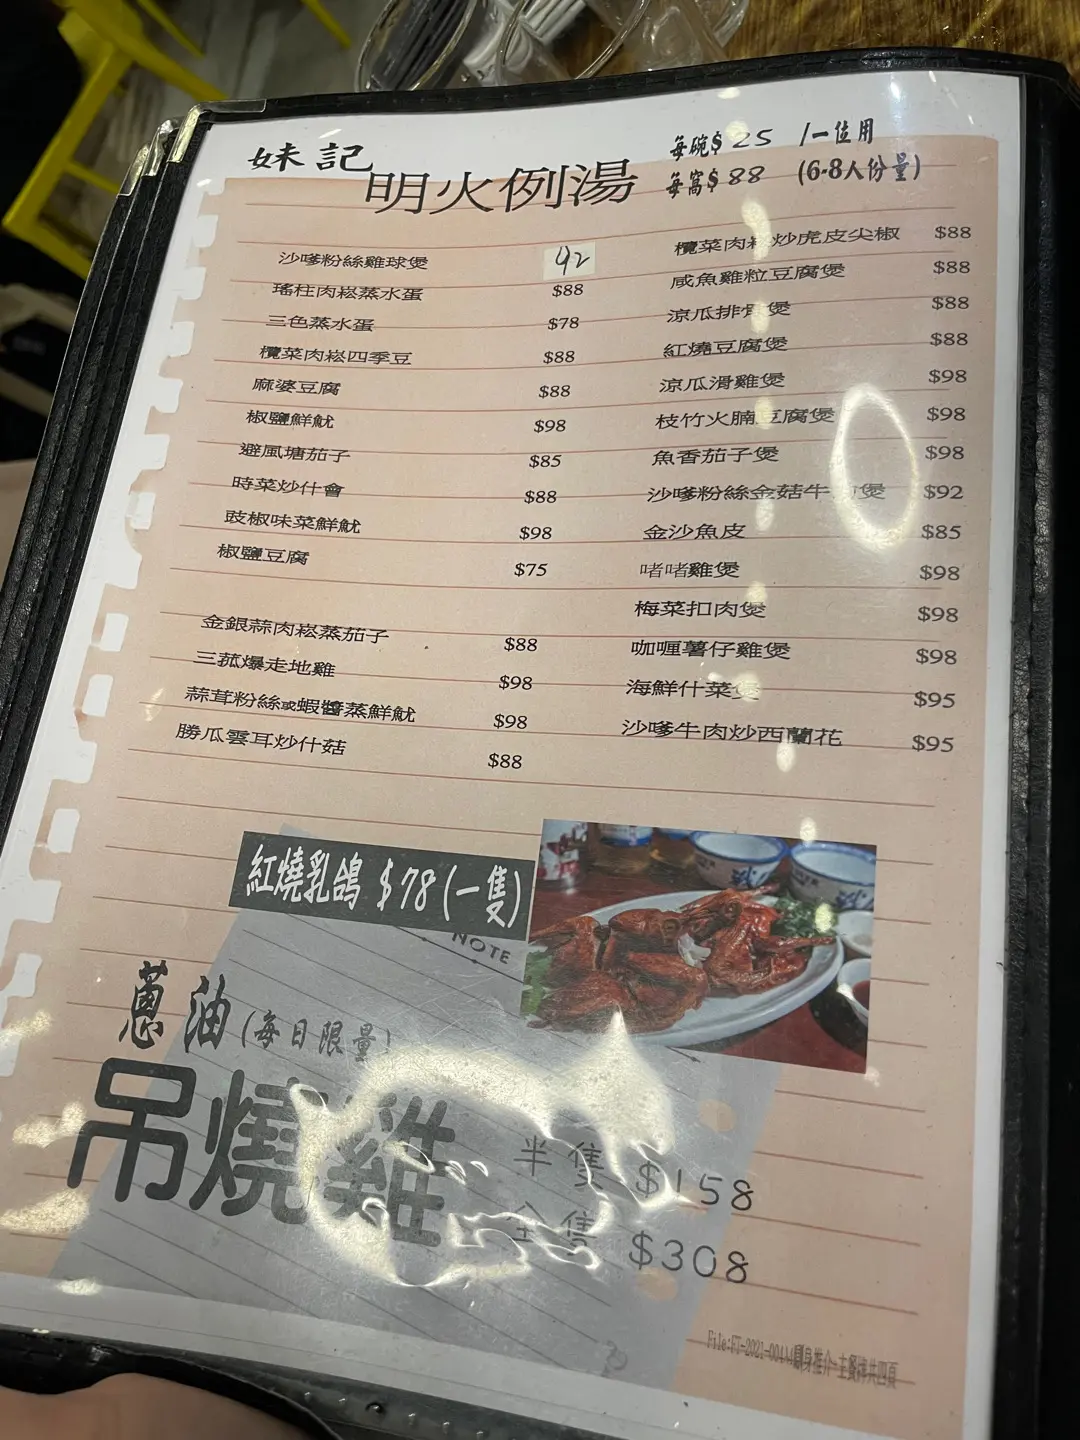 妹記
明火例湯
每碗$25 /一位用
每窩$88 (6-8人份量)
沙嗲粉絲雞球煲 92
瑤柱肉崧蒸水蛋 $88
三色蒸水蛋 $78
欖菜肉崧四季豆 $88
麻婆豆腐 $88
椒鹽鮮魷 $98
避風塘茄子 $85
時菜炒什會 $88
豉椒味菜鮮魷 $98
椒鹽豆腐 $75
金銀蒜肉崧蒸茄子 $88
三菰爆走地雞 $98
蒜茸粉絲或蝦醬蒸鮮魷 $98
勝瓜雲耳炒什菇 $88
欖菜肉崧炒虎皮尖椒 $88
咸魚雞粒豆腐煲 $88
涼瓜排骨煲 $88
紅燒豆腐煲 $88
涼瓜滑雞煲 $98
枝竹火腩豆腐煲 $98
魚香茄子煲 $98
沙嗲粉絲金菇牛煲 $92
金沙魚皮 $85
啫啫雞煲 $98
梅菜扣肉煲 $98
咖喱薯仔雞煲 $98
海鮮什菜煲 $95
沙嗲牛肉炒西蘭花 $95
紅燒乳鴿 $78(一隻)
NOTE
蔥油(每日限量)
吊燒雞
半隻 $158
全隻 $308